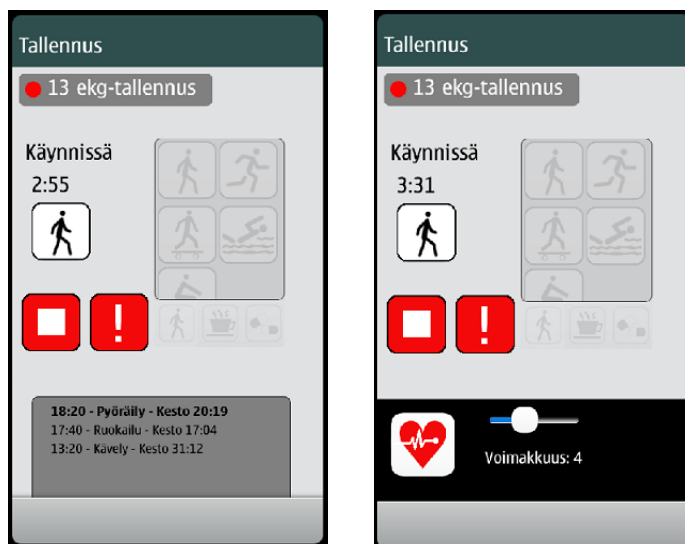 Tallennus
13 ekg-tallennus
Käynnissä
2:55
!
18:20 - Pyöräily - Kesto 20:19
17:40 - Ruokailu - Kesto 17:04
13:20 - Kävely - Kesto 31:12
Tallennus
13 ekg-tallennus
Käynnissä
3:31
!
Voimakkuus: 4